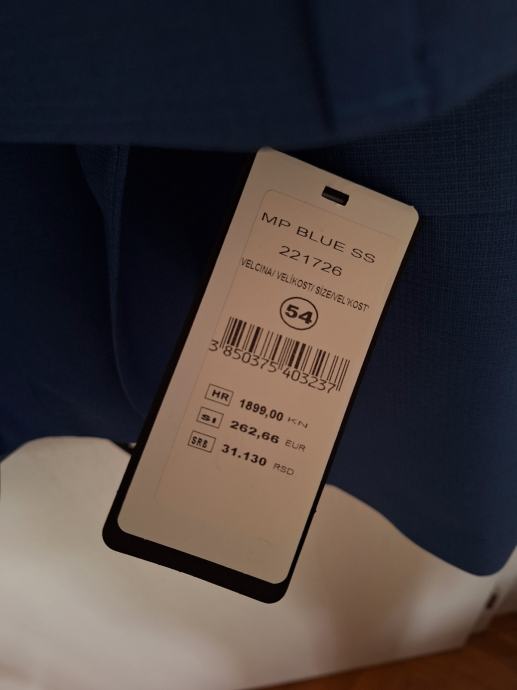 MP BLUE SS
221726
VELCINA/ VELIKOST/ SIZE/VEL'KOST'
54
3 850375 403237
HR 1899,00 KN
SI 262,66 EUR
SRB 31.130 RSD